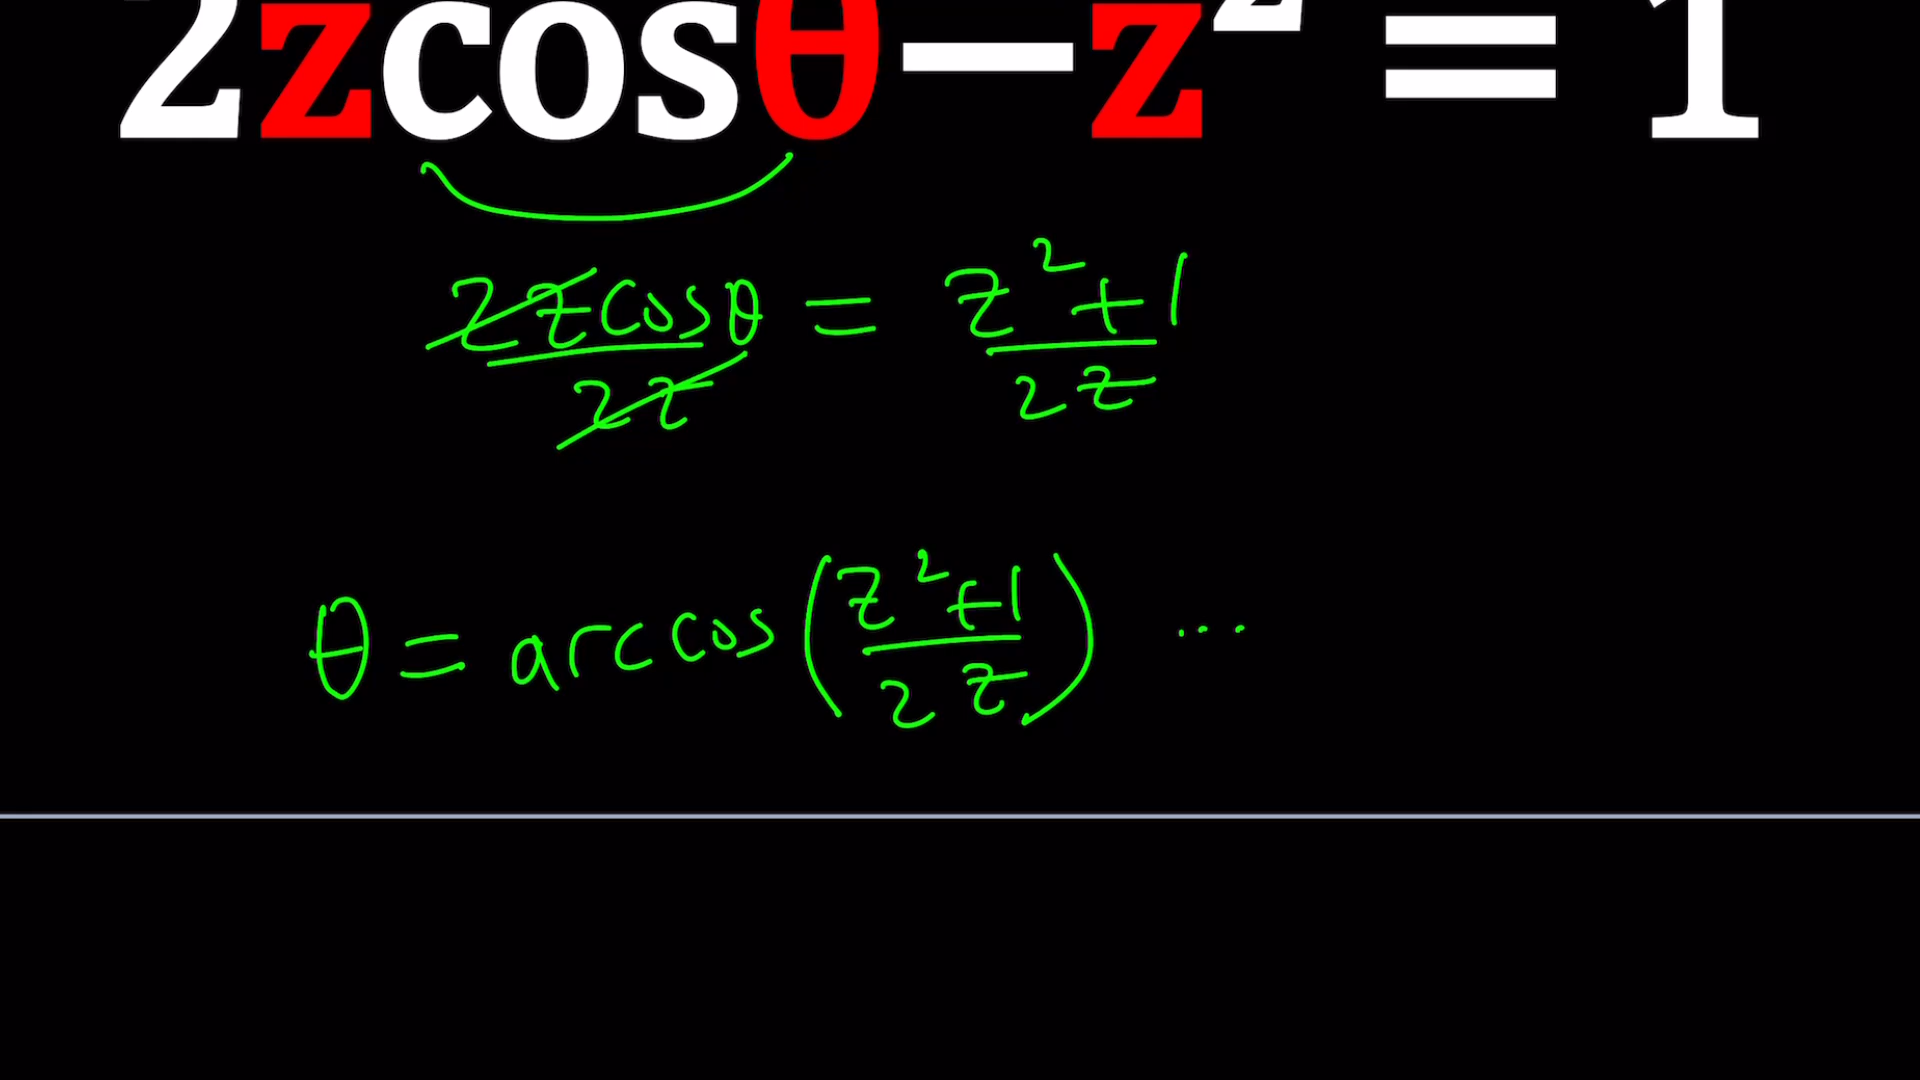 2zcosθ−z² = 1
2zcosθ/2z = z²+1/2z
θ = arccos(z²+1/2z) ...